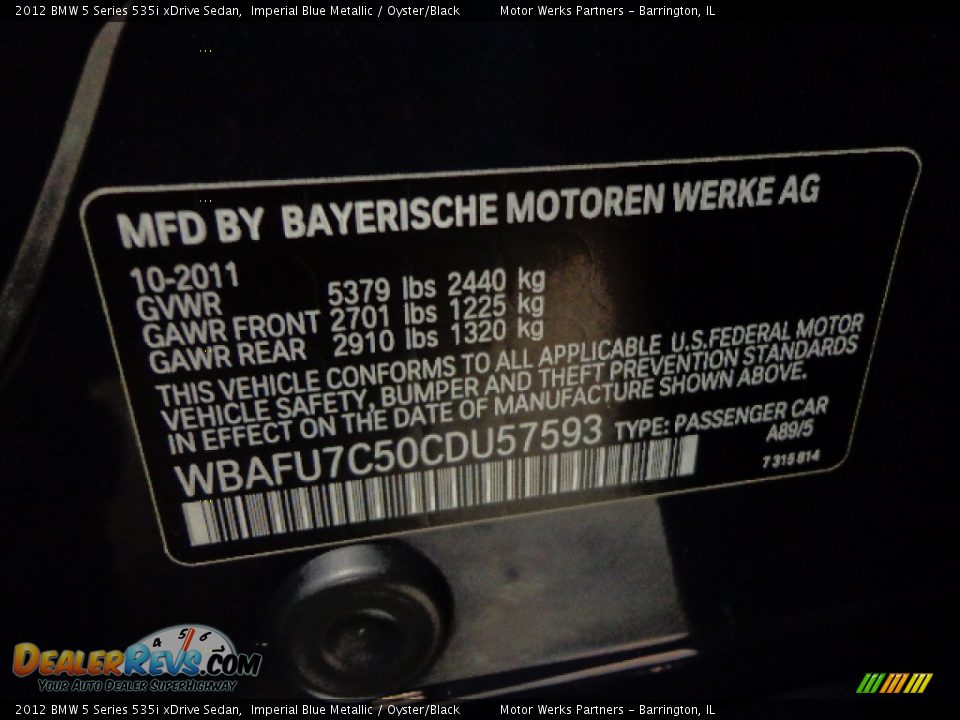 2012 BMW 5 Series 535i xDrive Sedan, Imperial Blue Metallic / Oyster/Black Motor Werks Partners - Barrington, IL
MFD BY BAYERISCHE MOTOREN WERKE AG
10-2011
GVWR 5379 lbs 2440 kg
GAWR FRONT 2701 lbs 1225 kg
GAWR REAR 2910 lbs 1320 kg
THIS VEHICLE CONFORMS TO ALL APPLICABLE U.S.FEDERAL MOTOR
VEHICLE SAFETY, BUMPER AND THEFT PREVENTION STANDARDS
IN EFFECT ON THE DATE OF MANUFACTURE SHOWN ABOVE.
WBAFU7C50CDU57593 TYPE: PASSENGER CAR
A89/5
7 315 814
4 5 6
DEALERREVS.COM
YOUR AUTO DEALER SUPERHIGHWAY
2012 BMW 5 Series 535i xDrive Sedan, Imperial Blue Metallic / Oyster/Black Motor Werks Partners - Barrington, IL